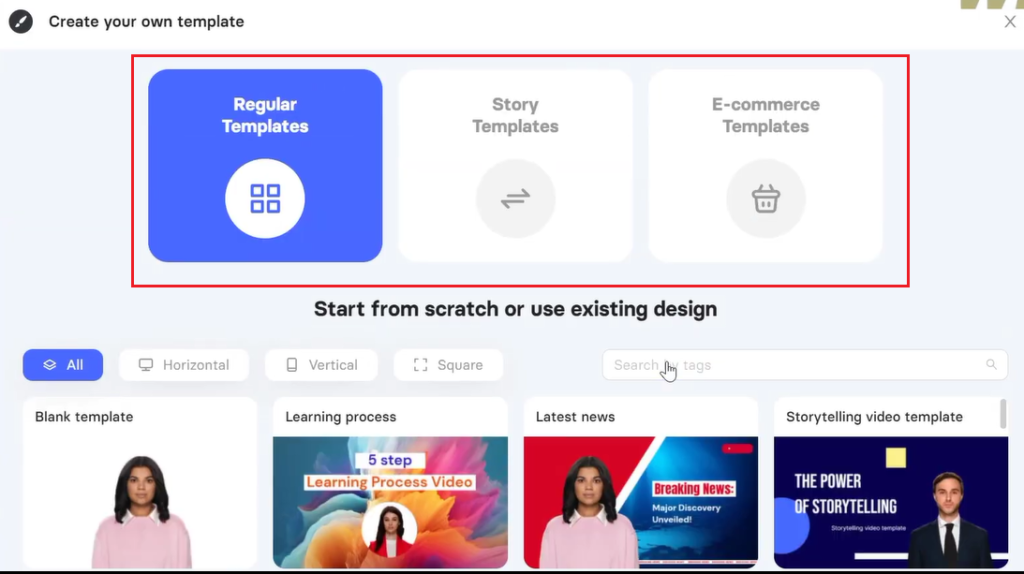 Create your own template
Regular
Templates
Story
Templates
E-commerce
Templates
Start from scratch or use existing design
All
Horizontal
Vertical
Square
Search by tags
Blank template
Learning process
Latest news
Storytelling video template
5 step
Learning Process Video
Breaking News:
Major Discovery
Unveiled!
THE POWER
OF STORYTELLING
Storytelling video template